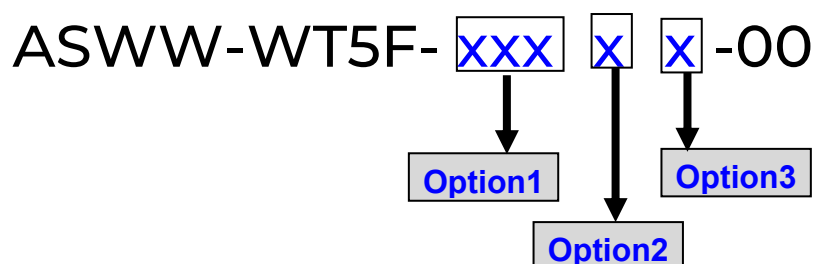 ASWW-WT5F- xxx x x -00
Option1 Option3
Option2